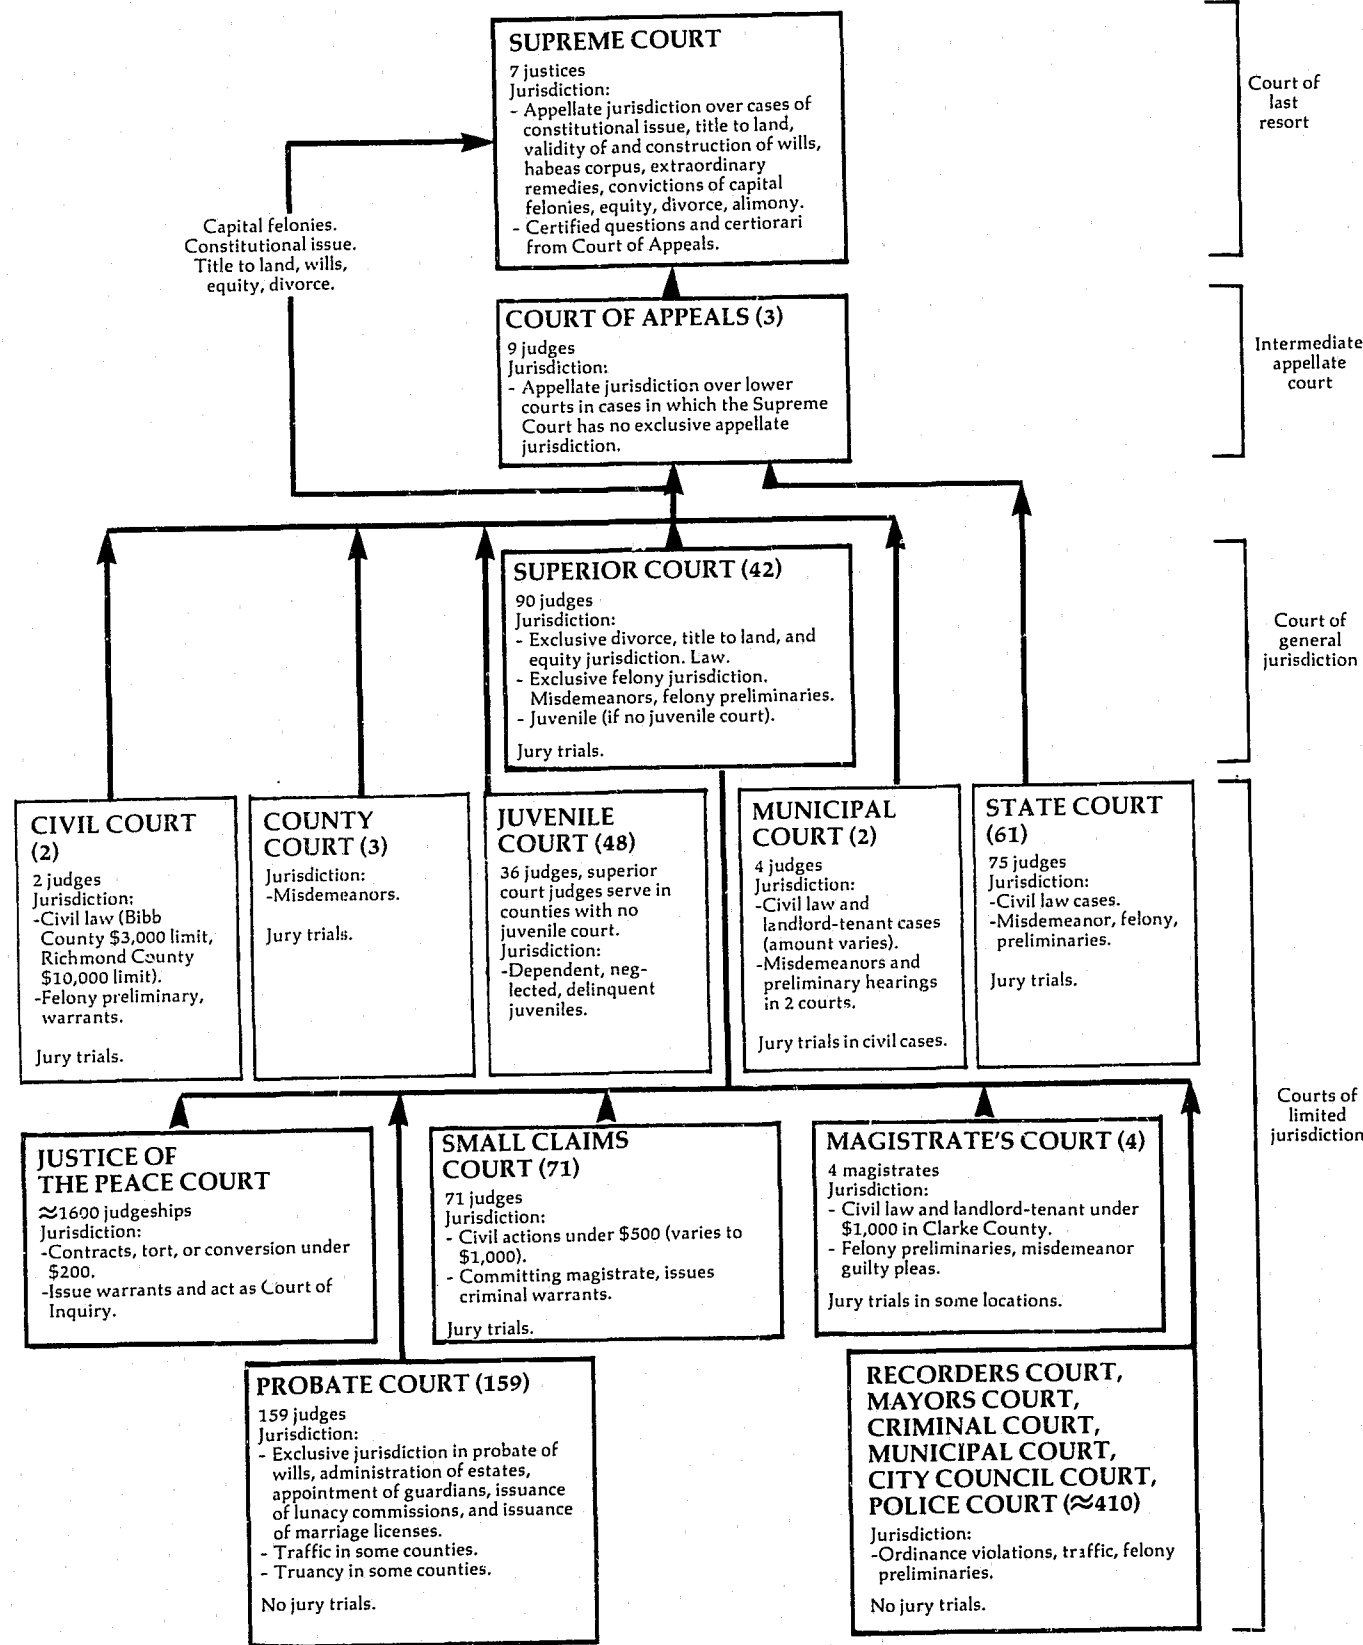 SUPREME COURT
7 justices
Jurisdiction:
- Appellate jurisdiction over cases of
constitutional issue, title to land,
validity of and construction of wills,
habeas corpus, extraordinary
remedies, convictions of capital
felonies, equity, divorce, alimony.
- Certified questions and certiorari
from Court of Appeals.
Court of
last
resort
Capital felonies.
Constitutional issue.
Title to land, wills,
equity, divorce.
COURT OF APPEALS (3)
9 judges
Jurisdiction:
- Appellate jurisdiction over lower
courts in cases in which the Supreme
Court has no exclusive appellate
jurisdiction.
Intermediate
appellate
court
SUPERIOR COURT (42)
90 judges
Jurisdiction:
- Exclusive divorce, title to land, and
equity jurisdiction. Law.
- Exclusive felony jurisdiction.
Misdemeanors, felony preliminaries.
- Juvenile (if no juvenile court).
Jury trials.
Court of
general
jurisdiction
CIVIL COURT
(2)
2 judges
Jurisdiction:
-Civil law (Bibb
County $3,000 limit,
Richmond County
$10,000 limit).
-Felony preliminary,
warrants.
Jury trials.
COUNTY
COURT (3)
Jurisdiction:
-Misdemeanors.
Jury trials.
JUVENILE
COURT (48)
36 judges, superior
court judges serve in
counties with no
juvenile court.
Jurisdiction:
-Dependent, neg-
lected, delinquent
juveniles.
MUNICIPAL
COURT (2)
4 judges
Jurisdiction:
-Civil law and
landlord-tenant cases
(amount varies).
-Misdemeanors and
preliminary hearings
in 2 courts.
Jury trials in civil cases.
STATE COURT
(61)
75 judges
Jurisdiction:
-Civil law cases.
-Misdemeanor, felony,
preliminaries.
Jury trials.
Courts of
limited
jurisdiction
JUSTICE OF
THE PEACE COURT
≈1600 judgeships
Jurisdiction:
-Contracts, tort, or conversion under
$200.
-Issue warrants and act as Court of
Inquiry.
SMALL CLAIMS
COURT (71)
71 judges
Jurisdiction:
- Civil actions under $500 (varies to
$1,000).
- Committing magistrate, issues
criminal warrants.
Jury trials.
MAGISTRATE'S COURT (4)
4 magistrates
Jurisdiction:
- Civil law and landlord-tenant under
$1,000 in Clarke County.
- Felony preliminaries, misdemeanor
guilty pleas.
Jury trials in some locations.
PROBATE COURT (159)
159 judges
Jurisdiction:
- Exclusive jurisdiction in probate of
wills, administration of estates,
appointment of guardians, issuance
of lunacy commissions, and issuance
of marriage licenses.
- Traffic in some counties.
- Truancy in some counties.
No jury trials.
RECORDERS COURT,
MAYORS COURT,
CRIMINAL COURT,
MUNICIPAL COURT,
CITY COUNCIL COURT,
POLICE COURT (≈410)
Jurisdiction:
-Ordinance violations, traffic, felony
preliminaries.
No jury trials.